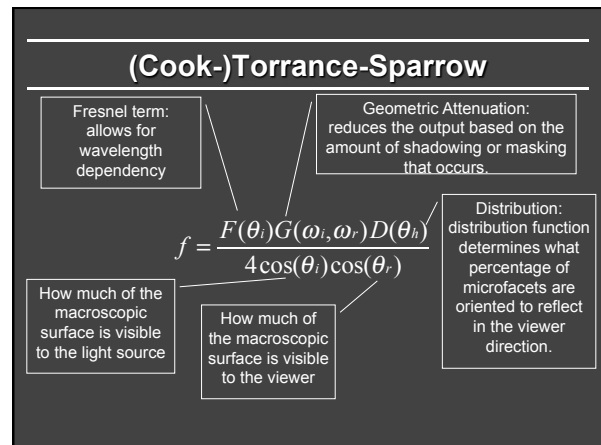 (Cook-)Torrance-Sparrow
Fresnel term:
allows for
wavelength
dependency
Geometric Attenuation:
reduces the output based on the
amount of shadowing or masking
that occurs.
f = F(θi)G(ωi,ωr)D(θh)
4cos(θi)cos(θr)
Distribution:
distribution function
determines what
percentage of
microfacets are
oriented to reflect
in the viewer
direction.
How much of the
macroscopic
surface is visible
to the light source
How much of
the macroscopic
surface is visible
to the viewer